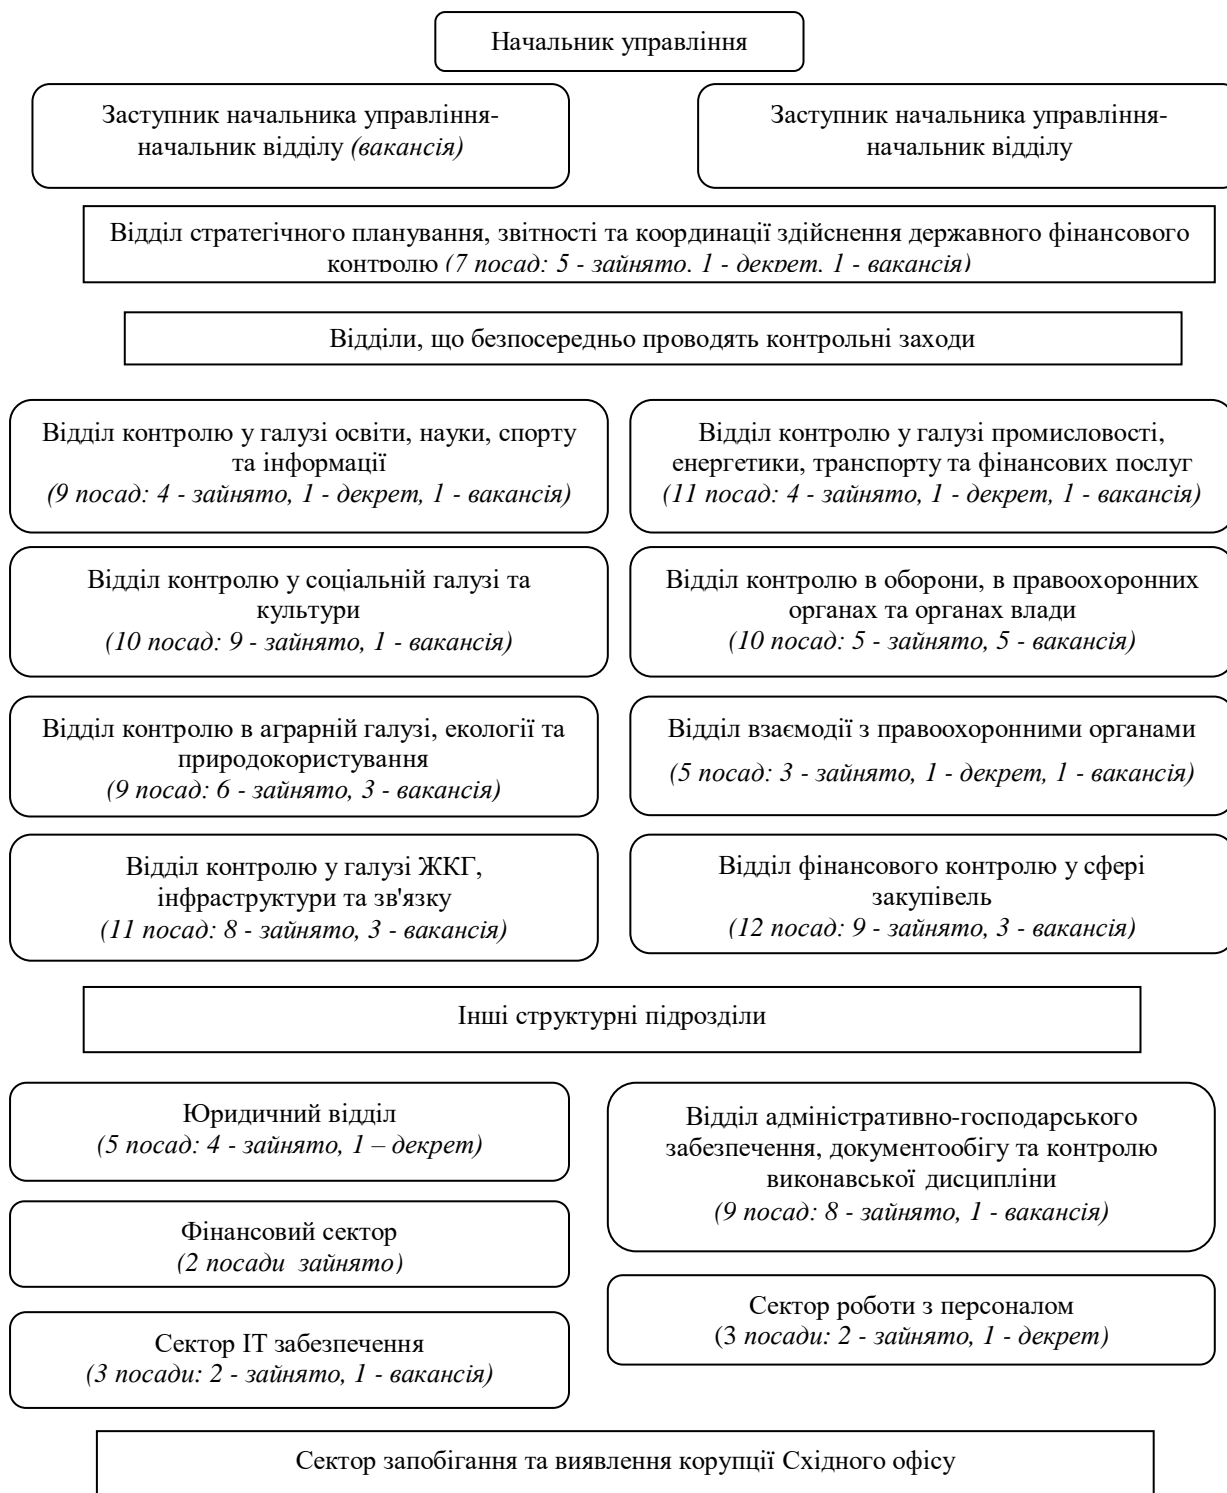 Начальник управління
Заступник начальника управління-
начальник відділу (вакансія)
Заступник начальника управління-
начальник відділу
Відділ стратегічного планування, звітності та координації здійснення державного фінансового
контролю (7 посад: 5 - зайнято, 1 - декрет, 1 - вакансія)
Відділи, що безпосередньо проводять контрольні заходи
Відділ контролю у галузі освіти, науки, спорту
та інформації
(9 посад: 4 - зайнято, 1 - декрет, 1 - вакансія)
Відділ контролю у галузі промисловості,
енергетики, транспорту та фінансових послуг
(11 посад: 4 - зайнято, 1 - декрет, 1 - вакансія)
Відділ контролю у соціальній галузі та
культури
(10 посад: 9 - зайнято, 1 - вакансія)
Відділ контролю в оборони, в правоохоронних
органах та органах влади
(10 посад: 5 - зайнято, 5 - вакансія)
Відділ контролю в аграрній галузі, екології та
природокористування
(9 посад: 6 - зайнято, 3 - вакансія)
Відділ взаємодії з правоохоронними органами
(5 посад: 3 - зайнято, 1 - декрет, 1 - вакансія)
Відділ контролю у галузі ЖКГ,
інфраструктури та зв'язку
(11 посад: 8 - зайнято, 3 - вакансія)
Відділ фінансового контролю у сфері
закупівель
(12 посад: 9 - зайнято, 3 - вакансія)
Інші структурні підрозділи
Юридичний відділ
(5 посад: 4 - зайнято, 1 – декрет)
Відділ адміністративно-господарського
забезпечення, документообігу та контролю
виконавської дисципліни
(9 посад: 8 - зайнято, 1 - вакансія)
Фінансовий сектор
(2 посади зайнято)
Сектор роботи з персоналом
(3 посади: 2 - зайнято, 1 - декрет)
Сектор ІТ забезпечення
(3 посади: 2 - зайнято, 1 - вакансія)
Сектор запобігання та виявлення корупції Східного офісу